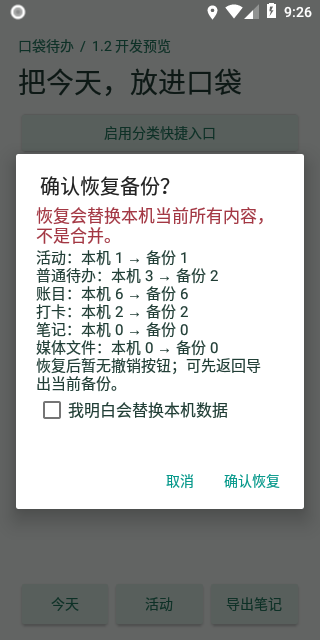 9:26
口袋待办 / 1.2 开发预览
把今天，放进口袋
启用分类快捷入口
确认恢复备份？
恢复会替换本机当前所有内容，
不是合并。
活动：本机 1 → 备份 1
普通待办：本机 3 → 备份 2
账目：本机 6 → 备份 6
打卡：本机 2 → 备份 2
笔记：本机 0 → 备份 0
媒体文件：本机 0 → 备份 0
恢复后暂无撤销按钮；可先返回导
出当前备份。
我明白会替换本机数据
取消 确认恢复
今天 活动 导出笔记